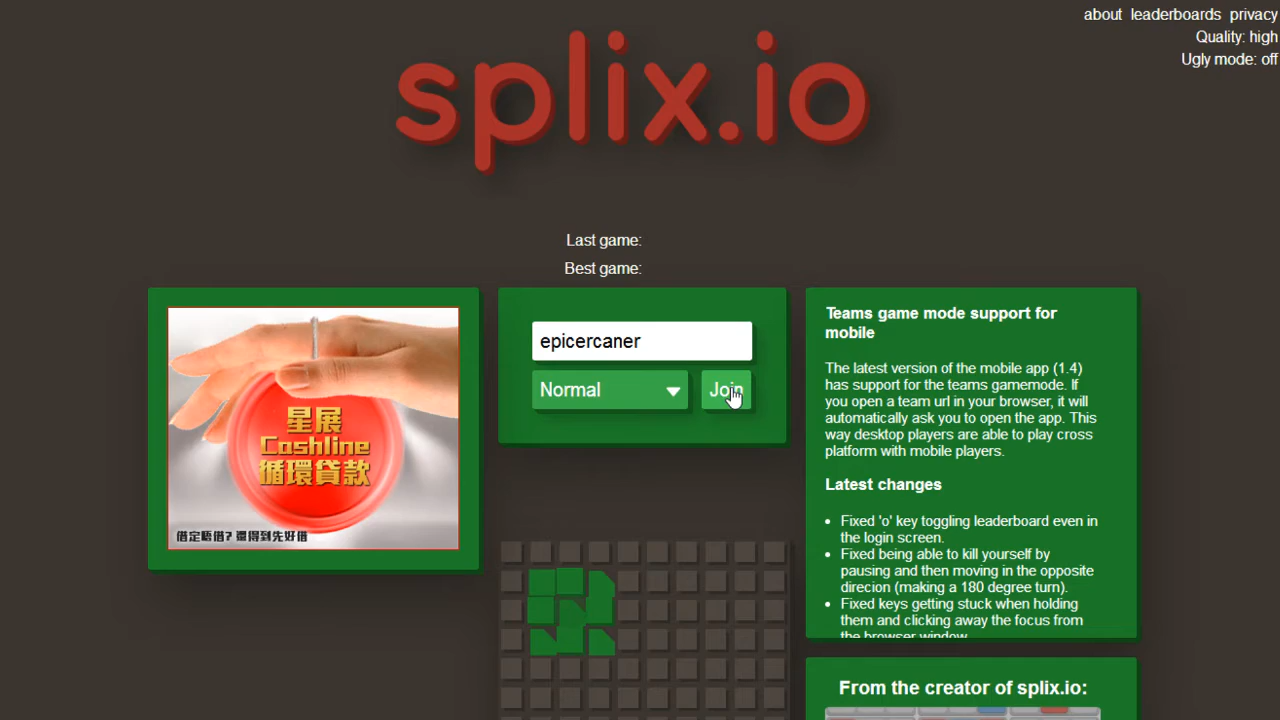 about leaderboards privacy
Quality: high
Ugly mode: off
splix.io
Last game:
Best game:
星展
Cashline
循環貸款
借定唔借? 還得到先好借
epicercaner
Normal
Join
Teams game mode support for
mobile
The latest version of the mobile app (1.4)
has support for the teams gamemode. If
you open a team url in your browser, it will
automatically ask you to open the app. This
way desktop players are able to play cross
platform with mobile players.
Latest changes
Fixed 'o' key toggling leaderboard even in
the login screen.
Fixed being able to kill yourself by
pausing and then moving in the opposite
direcion (making a 180 degree turn).
Fixed keys getting stuck when holding
them and clicking away the focus from
the browser window
From the creator of splix.io: